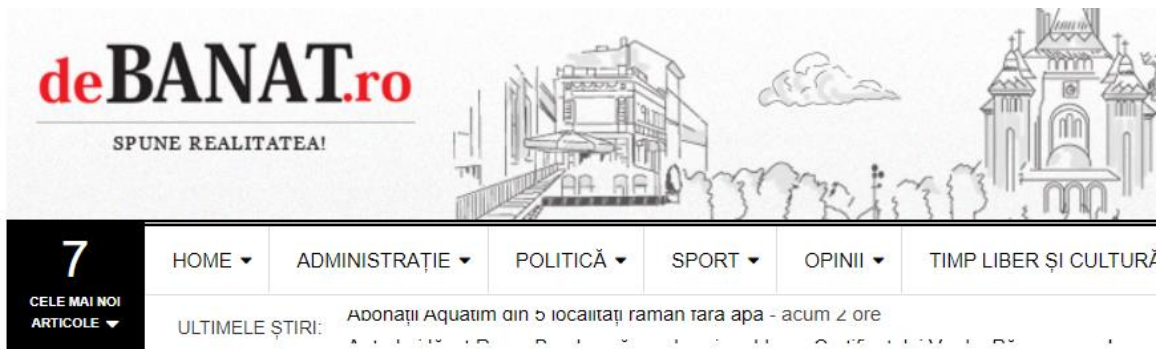 deBANAT.ro
SPUNE REALITATEA!
7
CELE MAI NOI
ARTICOLE
HOME
ADMINISTRAȚIE
POLITICĂ
SPORT
OPINII
TIMP LIBER ȘI CULTURĂ
ULTIMELE ȘTIRI:
Abonații Aquatim din 5 localități rămân fără apă - acum 2 ore